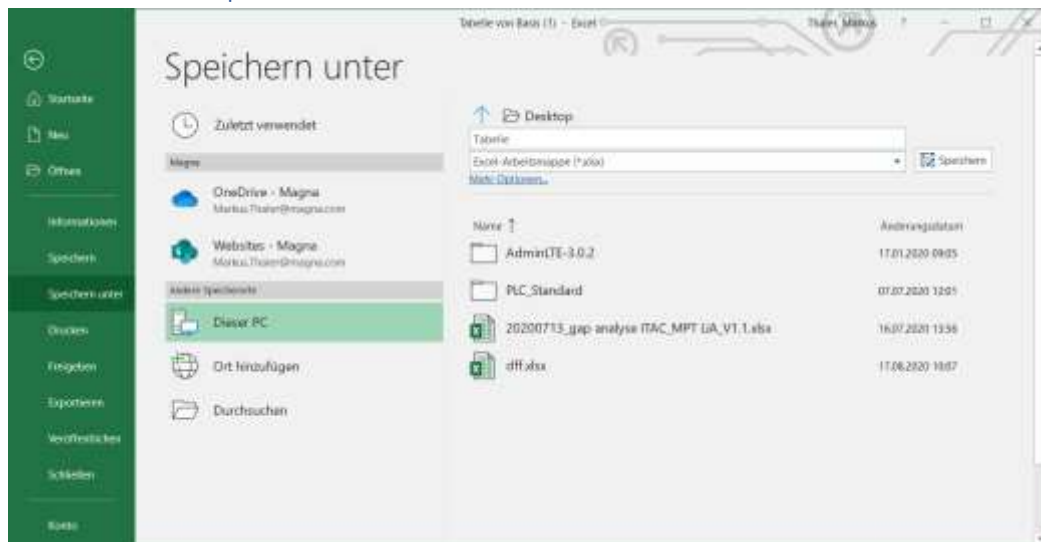 Tabelle von Basis (1) - Excel
Thaler, Markus
?
Speichern unter
Startseite
Neu
Öffnen
Informationen
Speichern
Speichern unter
Drucken
Freigeben
Exportieren
Veröffentlichen
Schließen
Konto
Zuletzt verwendet
Magna
OneDrive - Magna
Markus.Thaler@magna.com
Websites - Magna
Markus.Thaler@magna.com
Andere Speicherorte
Dieser PC
Ort hinzufügen
Durchsuchen
Desktop
Tabelle
Excel-Arbeitsmappe (*.xlsx)
Speichern
Mehr Optionen...
Name
Änderungsdatum
AdminLTE-3.0.2
17.01.2020 09:05
PLC_Standard
07.07.2020 12:01
20200713_gap analyse ITAC_MPT LiA_V1.1.xlsx
16.07.2020 13:56
dff.xlsx
17.08.2020 10:07